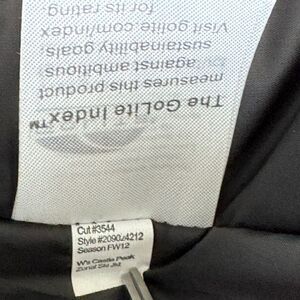 The GoLite Index™
measures this product
against ambitious
sustainability goals.
Visit golite.com/index
for its rating.
Cut #3544
Style #20902/4212
Season FW12
W's Castle Peak
Zonal Ski Jkt